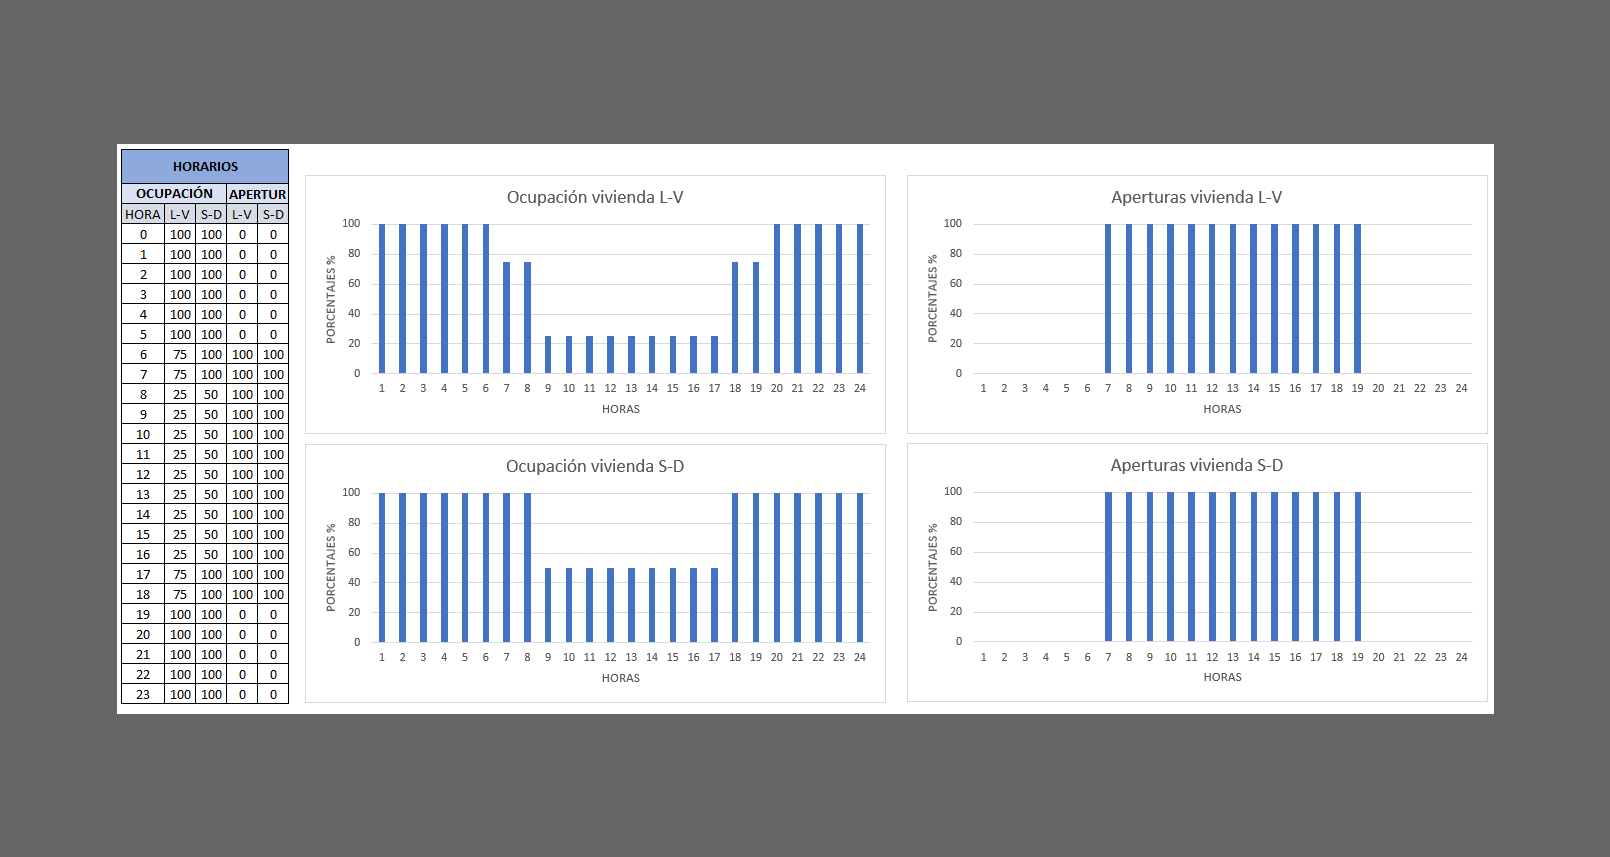 HORARIOS
OCUPACIÓN APERTUR
HORA L-V S-D L-V S-D
0 100 100 0 0
1 100 100 0 0
2 100 100 0 0
3 100 100 0 0
4 100 100 0 0
5 100 100 0 0
6 75 100 100 100
7 75 100 100 100
8 25 50 100 100
9 25 50 100 100
10 25 50 100 100
11 25 50 100 100
12 25 50 100 100
13 25 50 100 100
14 25 50 100 100
15 25 50 100 100
16 25 50 100 100
17 75 100 100 100
18 75 100 100 100
19 100 100 0 0
20 100 100 0 0
21 100 100 0 0
22 100 100 0 0
23 100 100 0 0
Ocupación vivienda L-V
PORCENTAJES %
100
80
60
40
20
0
1 2 3 4 5 6 7 8 9 10 11 12 13 14 15 16 17 18 19 20 21 22 23 24
HORAS
Aperturas vivienda L-V
PORCENTAJES %
100
80
60
40
20
0
1 2 3 4 5 6 7 8 9 10 11 12 13 14 15 16 17 18 19 20 21 22 23 24
HORAS
Ocupación vivienda S-D
PORCENTAJES %
100
80
60
40
20
0
1 2 3 4 5 6 7 8 9 10 11 12 13 14 15 16 17 18 19 20 21 22 23 24
HORAS
Aperturas vivienda S-D
PORCENTAJES %
100
80
60
40
20
0
1 2 3 4 5 6 7 8 9 10 11 12 13 14 15 16 17 18 19 20 21 22 23 24
HORAS